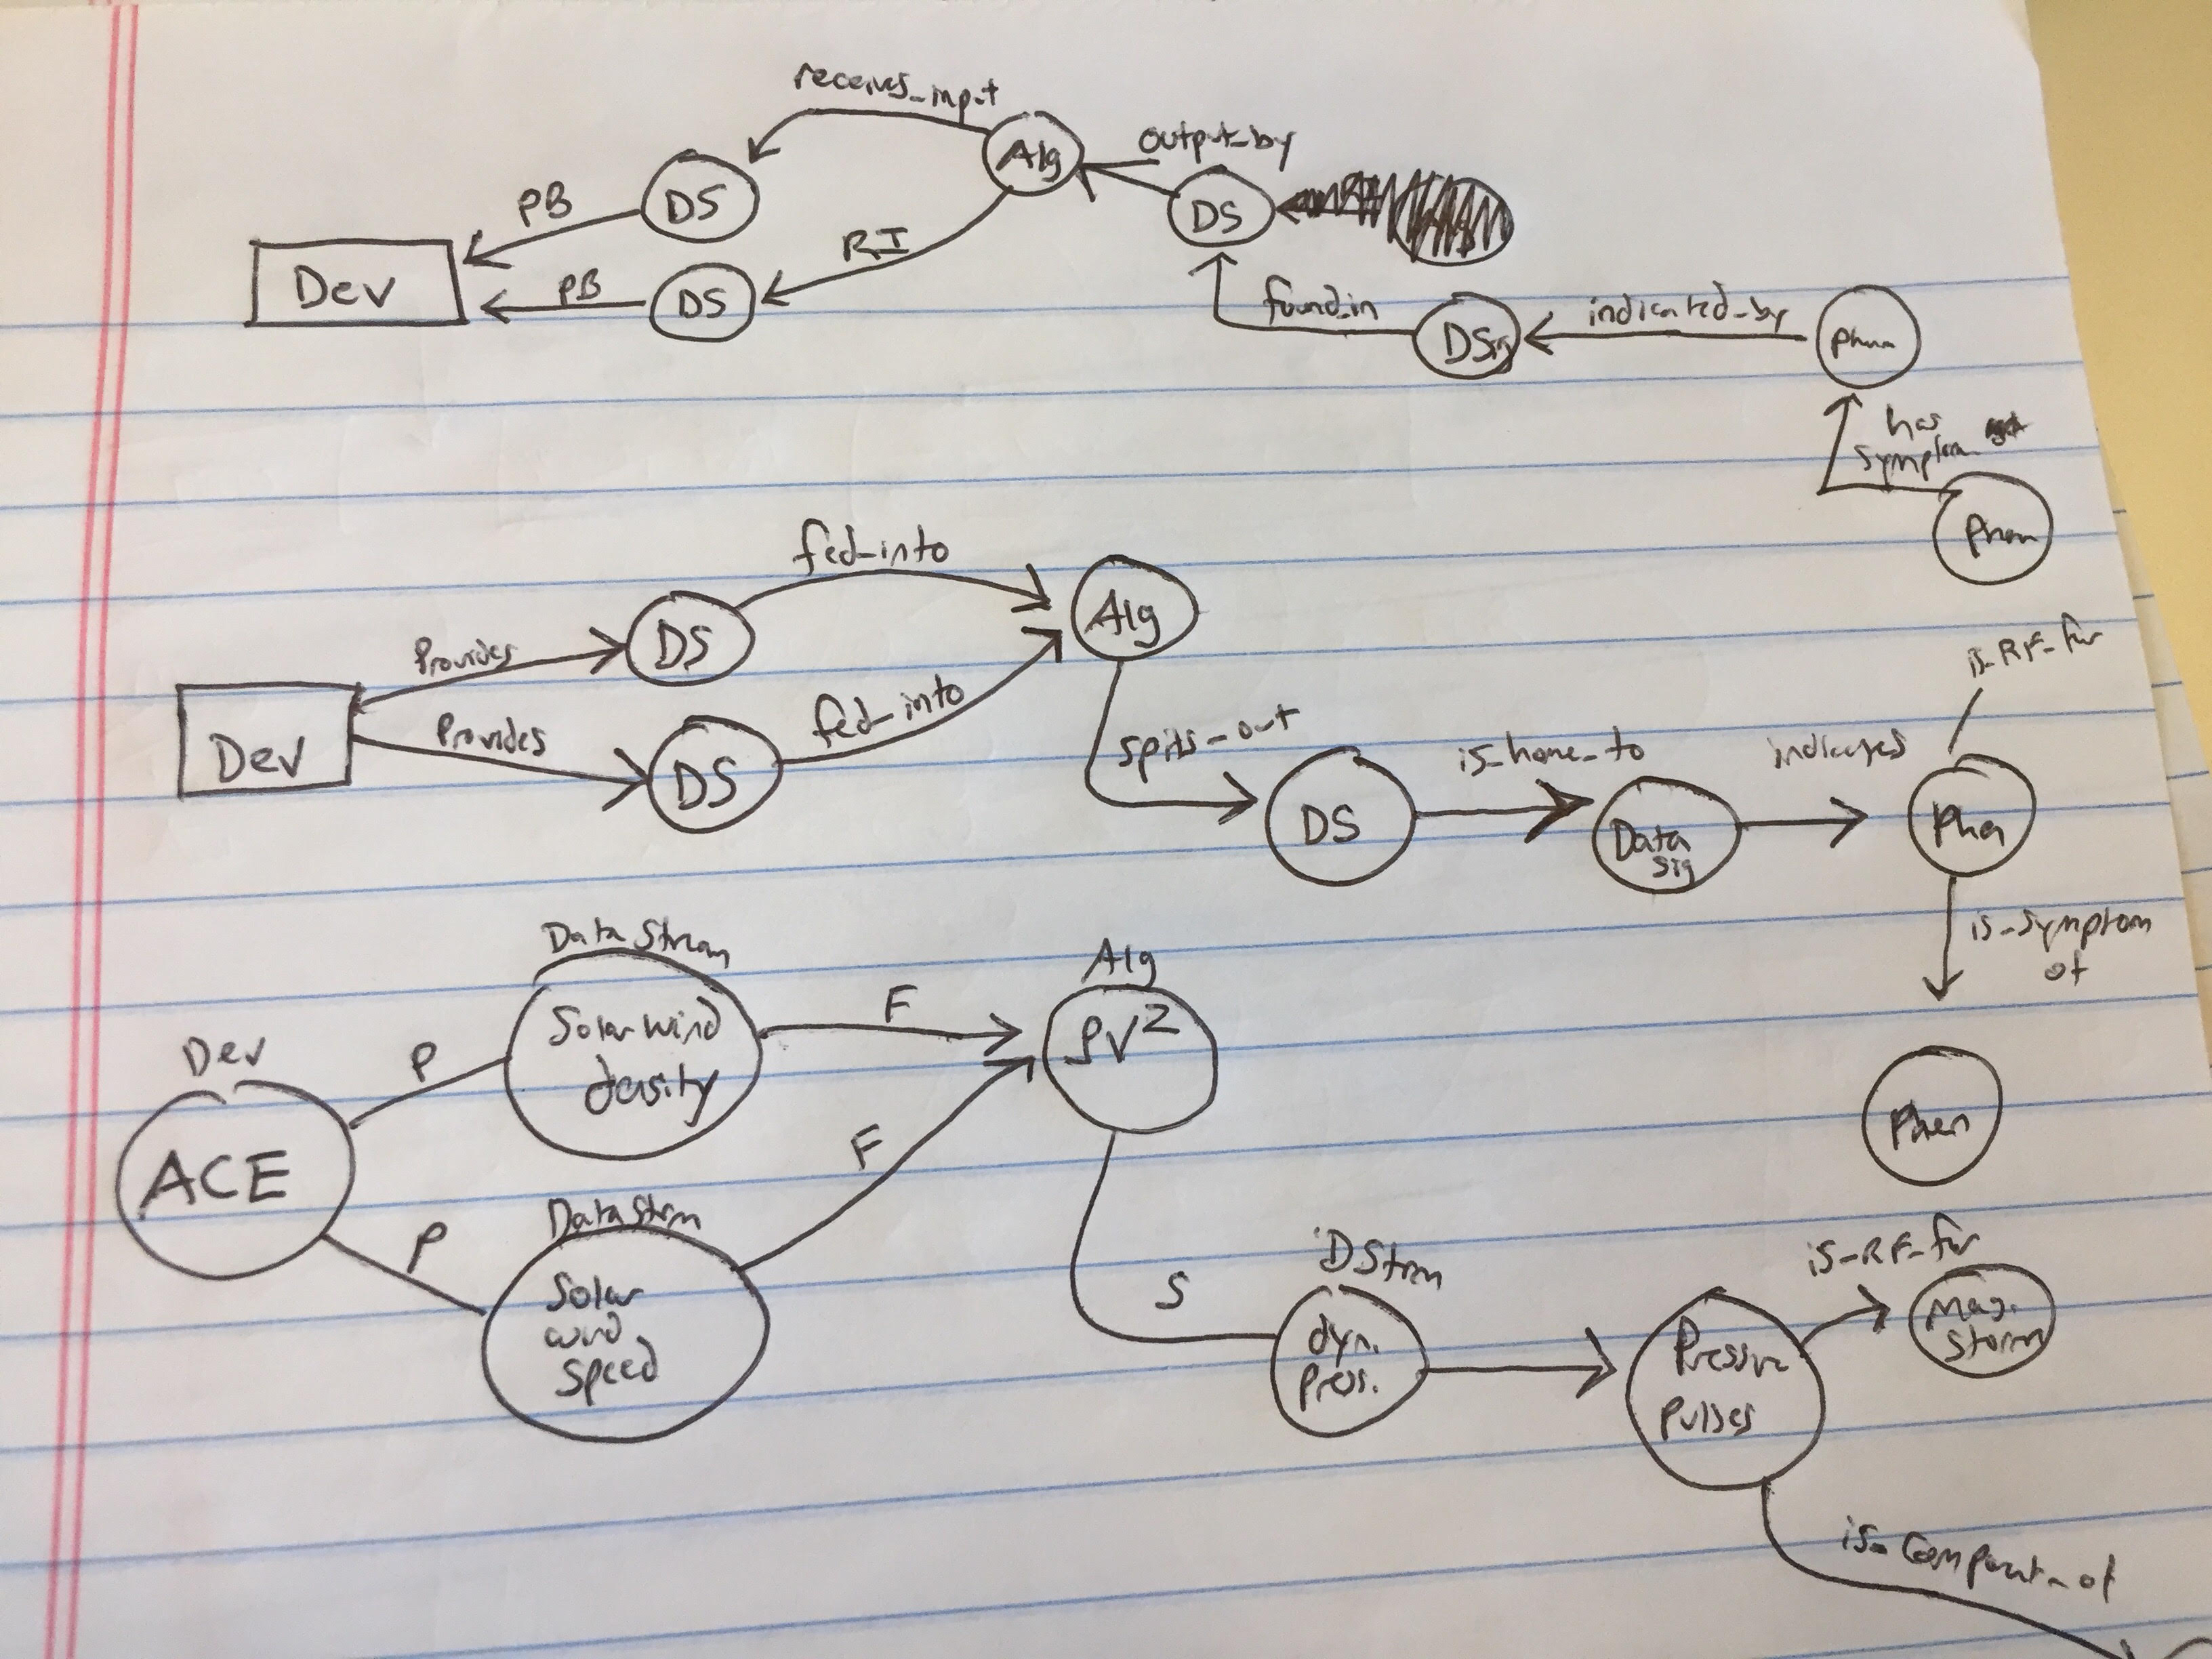 receives_input
output_by
Alg
PB
DS
DS
RI
Dev
PB
DS
found_in
DSig
indicated_by
Phen
has
symptom
Phen
fed_into
Alg
Provides
DS
is_RF_for
Dev
Provides
DS
fed_into
spits_out
DS
is_home_to
Data
Sig
indicates
Phen
is_symptom
of
Phen
Data Stream
Solar wind
density
Alg
ρV²
F
Dev
ACE
P
P
Data Strm
Solar
wind
speed
F
S
DStrm
dyn.
pres.
Pressure
Pulses
is_RF_for
Mag.
Storm
is_component_of